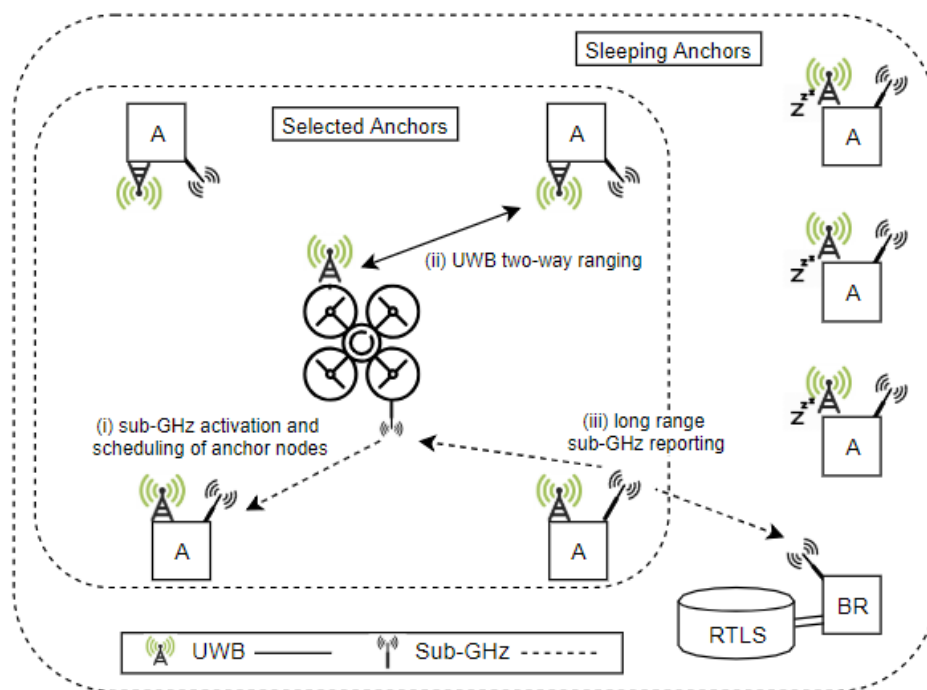 Sleeping Anchors
Selected Anchors
A
A
z z z
A
(ii) UWB two-way ranging
z z z
A
(i) sub-GHz activation and
scheduling of anchor nodes
(iii) long range
sub-GHz reporting
z z z
A
A
A
BR
RTLS
UWB
Sub-GHz